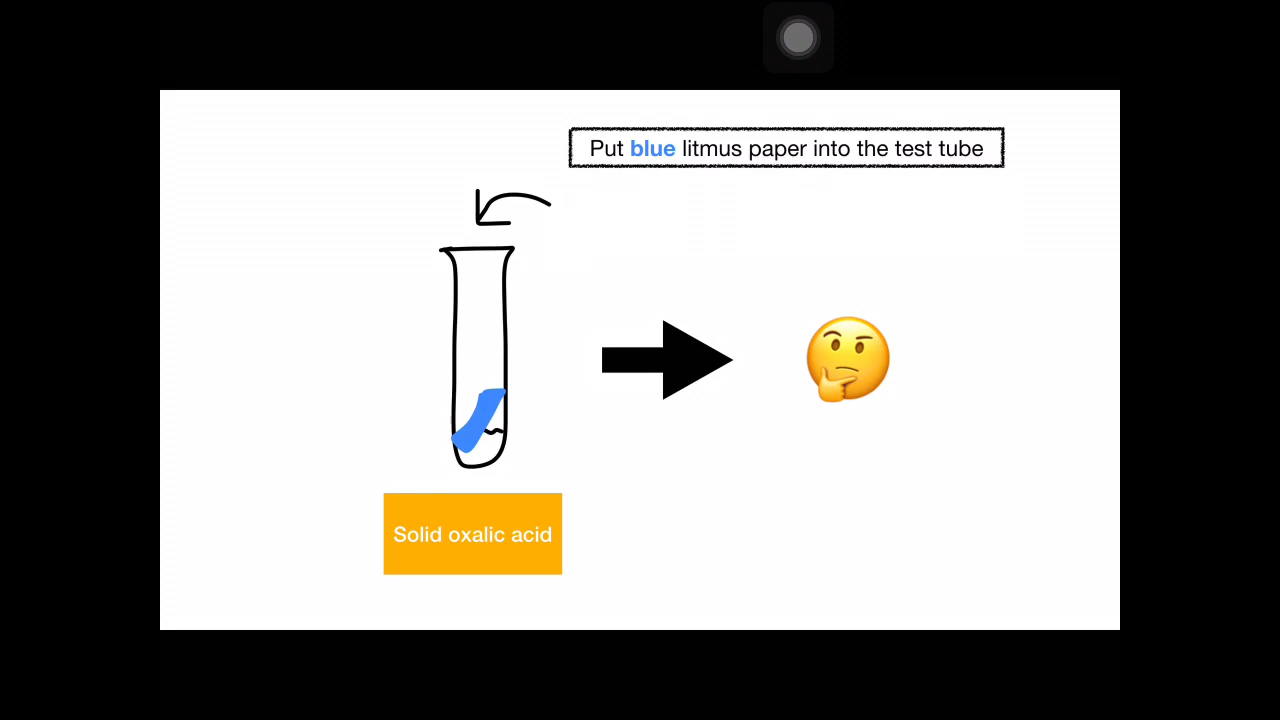 Put blue litmus paper into the test tube
Solid oxalic acid